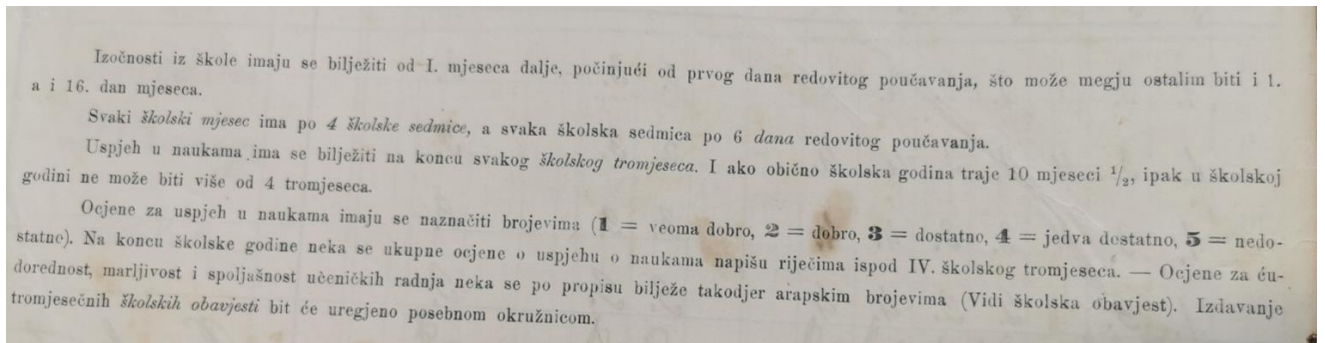 Izočnosti iz škole imaju se bilježiti od I. mjeseca dalje, počinjući od prvog dana redovitog poučavanja, što može megju ostalim biti i 1.
a i 16. dan mjeseca.
Svaki školski mjesec ima po 4 školske sedmice, a svaka školska sedmica po 6 dana redovitog poučavanja.
Uspjeh u naukama ima se bilježiti na koncu svakog školskog tromjeseca. I ako obično školska godina traje 10 mjeseci 1/2, ipak u školskoj
godini ne može biti više od 4 tromjeseca.
Ocjene za uspjeh u naukama imaju se naznačiti brojevima (1 = veoma dobro, 2 = dobro, 3 = dostatno, 4 = jedva dostatno, 5 = nedo-
statno). Na koncu školske godine neka se ukupne ocjene o uspjehu o naukama napišu riječima ispod IV. školskog tromjeseca. — Ocjene za ću-
dorednost, marljivost i spoljašnost učeničkih radnja neka se po propisu bilježe takodjer arapskim brojevima (Vidi školska obavjest). Izdavanje
tromjesečnih školskih obavjesti bit će uregjeno posebnom okružnicom.